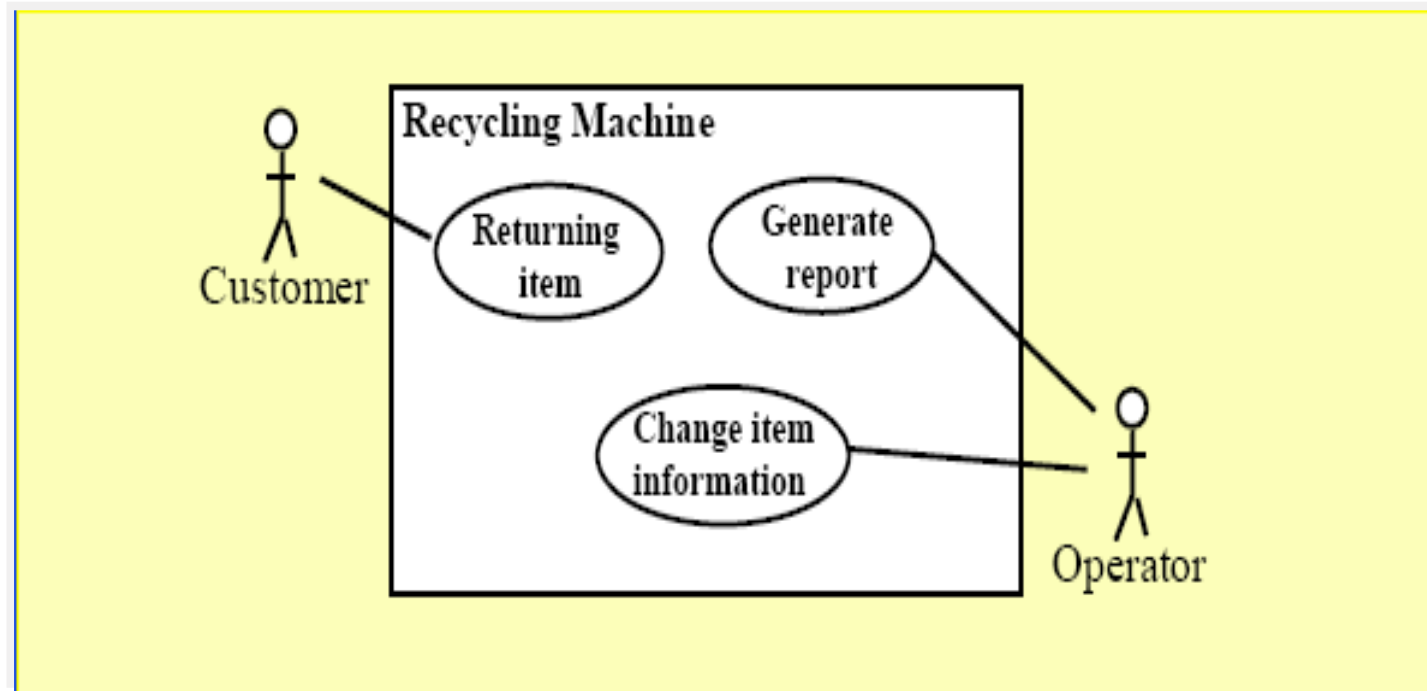 Recycling Machine
Returning
item
Generate
report
Customer
Change item
information
Operator